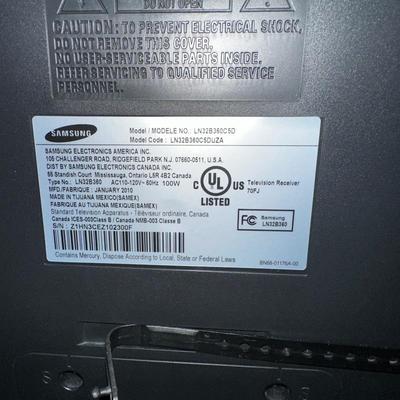 DO NOT OPEN
CAUTION: TO PREVENT ELECTRICAL SHOCK,
DO NOT REMOVE THIS COVER.
NO USER-SERVICEABLE PARTS INSIDE.
REFER SERVICING TO QUALIFIED SERVICE
PERSONNEL.
SAMSUNG
Model / MODELE NO. : LN32B360C5D
Model Code : LN32B360C5DUZA
SAMSUNG ELECTRONICS AMERICA INC.
105 CHALLENGER ROAD, RIDGEFIELD PARK N.J. 07660-0511, U.S.A.
DIST BY SAMSUNG ELECTRONICS CANADA INC.
55 Standish Court. Mississauga, Ontario L5R 4B2 Canada
Type No. LN32B360 AC110-120V~ 60Hz 100W
MFG./FABRICATION : JANUARY 2010
MADE IN TIJUANA MEXICO (SAMEX)
FABRIQUE AU TIJUANA MEXIQUE(SAMEX)
Standard Television Apparatus - Téléviseur ordinaire. Canada
Canada ICES-003Class B / Canada NMB-003 Classe B
S/N : Z1HN3CEZ102300F
C UL US
LISTED
Television Receiver
70FJ
FC Samsung
LN32B360
Contains Mercury, Dispose According to Local, State or Federal Laws
BN68-01176A-00
S
S